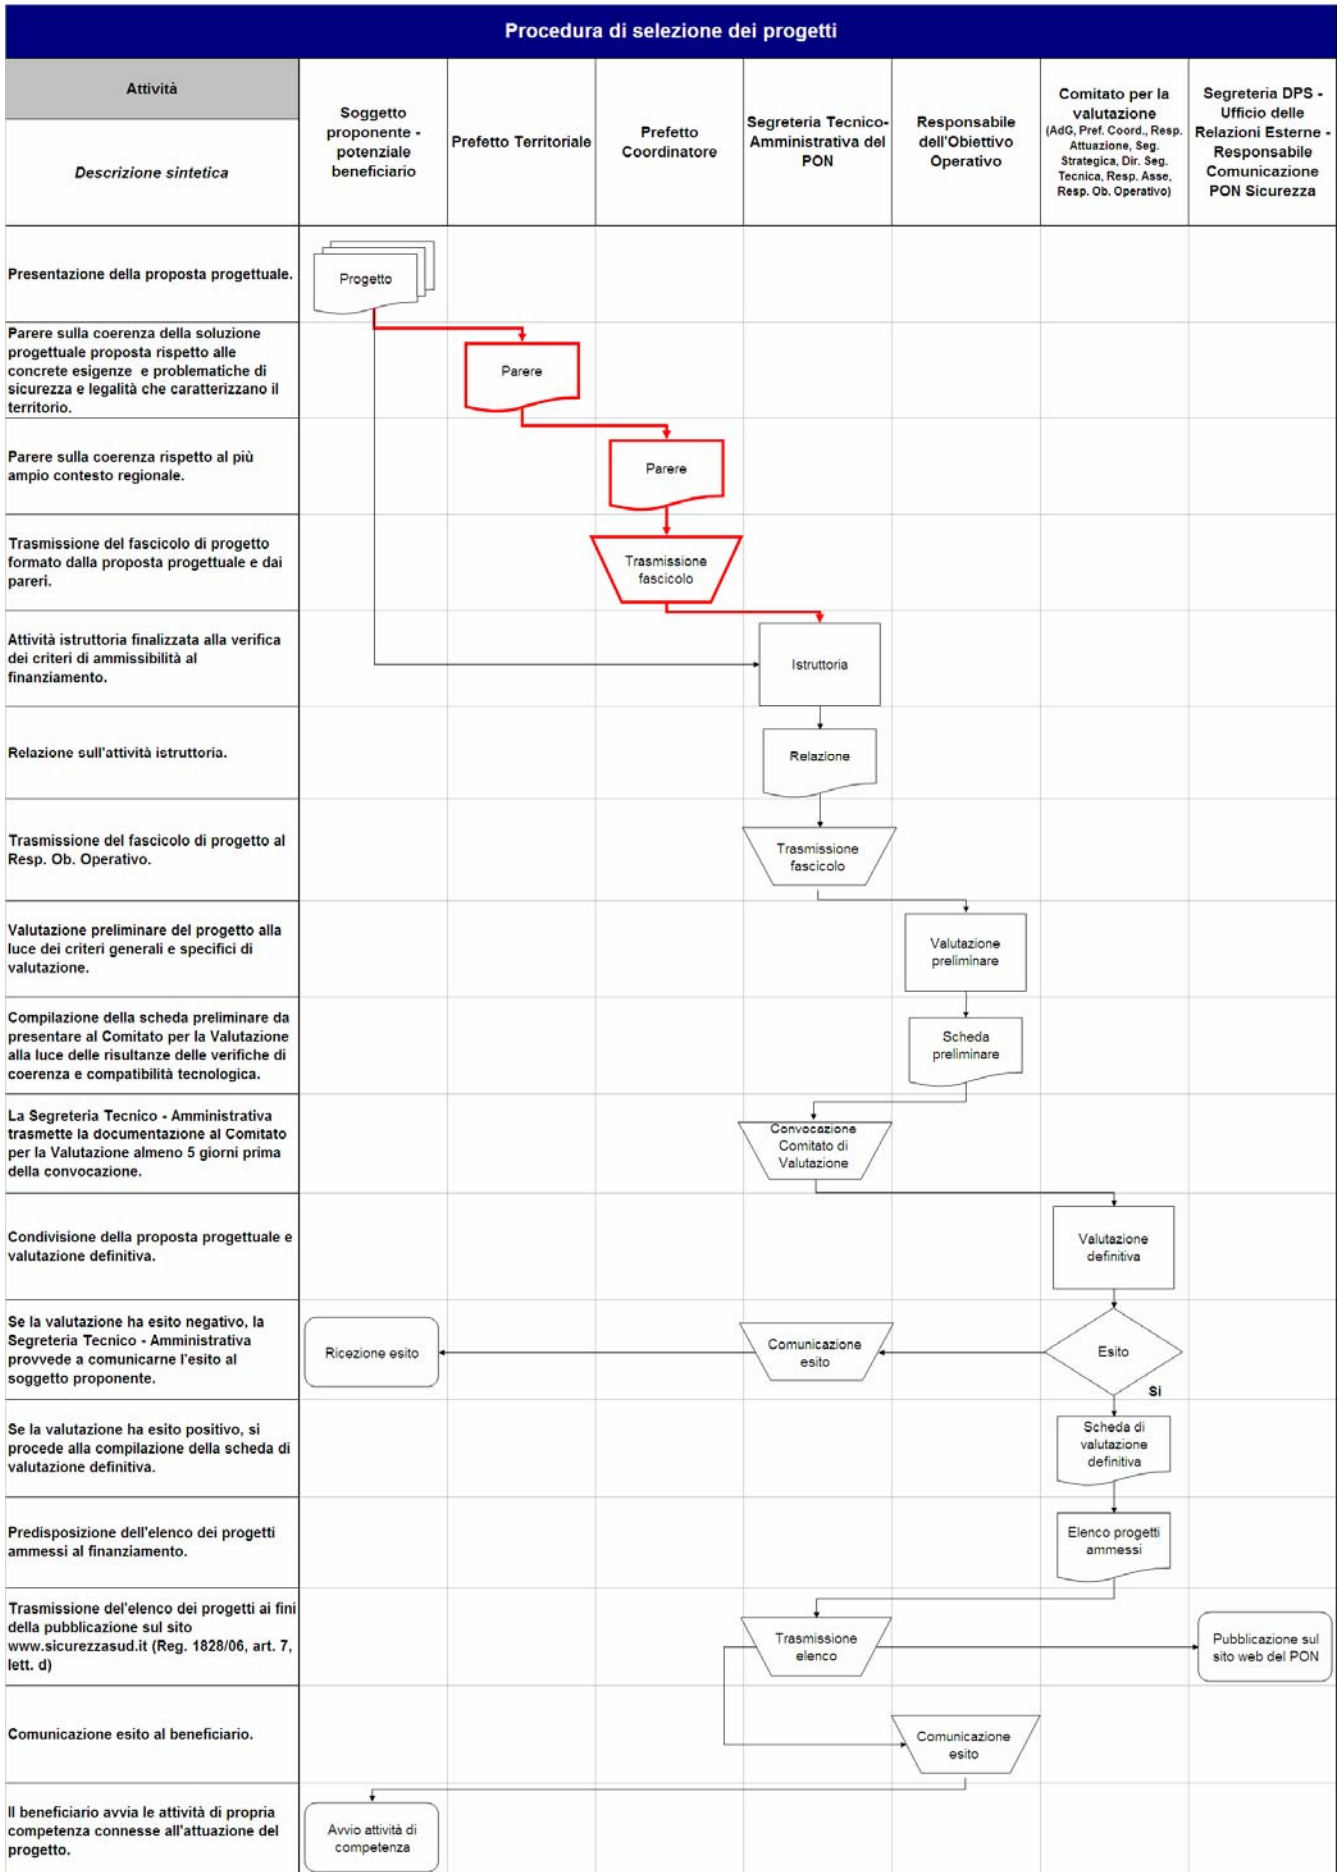 Procedura di selezione dei progetti
Attività
Descrizione sintetica
Soggetto
proponente -
potenziale
beneficiario
Prefetto Territoriale
Prefetto
Coordinatore
Segreteria Tecnico-
Amministrativa del
PON
Responsabile
dell'Obiettivo
Operativo
Comitato per la
valutazione
(AdG, Pref. Coord., Resp.
Attuazione, Seg.
Strategica, Dir. Seg.
Tecnica, Resp. Asse,
Resp. Ob. Operativo)
Segreteria DPS -
Ufficio delle
Relazioni Esterne -
Responsabile
Comunicazione
PON Sicurezza
Presentazione della proposta progettuale.
Progetto
Parere sulla coerenza della soluzione
progettuale proposta rispetto alle
concrete esigenze e problematiche di
sicurezza e legalità che caratterizzano il
territorio.
Parere
Parere sulla coerenza rispetto al più
ampio contesto regionale.
Parere
Trasmissione del fascicolo di progetto
formato dalla proposta progettuale e dai
pareri.
Trasmissione
fascicolo
Attività istruttoria finalizzata alla verifica
dei criteri di ammissibilità al
finanziamento.
Istruttoria
Relazione sull'attività istruttoria.
Relazione
Trasmissione del fascicolo di progetto al
Resp. Ob. Operativo.
Trasmissione
fascicolo
Valutazione preliminare del progetto alla
luce dei criteri generali e specifici di
valutazione.
Valutazione
preliminare
Compilazione della scheda preliminare da
presentare al Comitato per la Valutazione
alla luce delle risultanze delle verifiche di
coerenza e compatibilità tecnologica.
Scheda
preliminare
La Segreteria Tecnico - Amministrativa
trasmette la documentazione al Comitato
per la Valutazione almeno 5 giorni prima
della convocazione.
Convocazione
Comitato di
Valutazione
Condivisione della proposta progettuale e
valutazione definitiva.
Valutazione
definitiva
Se la valutazione ha esito negativo, la
Segreteria Tecnico - Amministrativa
provvede a comunicarne l'esito al
soggetto proponente.
Ricezione esito
Comunicazione
esito
Esito
Si
Se la valutazione ha esito positivo, si
procede alla compilazione della scheda di
valutazione definitiva.
Scheda di
valutazione
definitiva
Predisposizione dell'elenco dei progetti
ammessi al finanziamento.
Elenco progetti
ammessi
Trasmissione del'elenco dei progetti ai fini
della pubblicazione sul sito
www.sicurezzasud.it (Reg. 1828/06, art. 7,
lett. d)
Trasmissione
elenco
Pubblicazione sul
sito web del PON
Comunicazione esito al beneficiario.
Comunicazione
esito
Il beneficiario avvia le attività di propria
competenza connesse all'attuazione del
progetto.
Avvio attività di
competenza